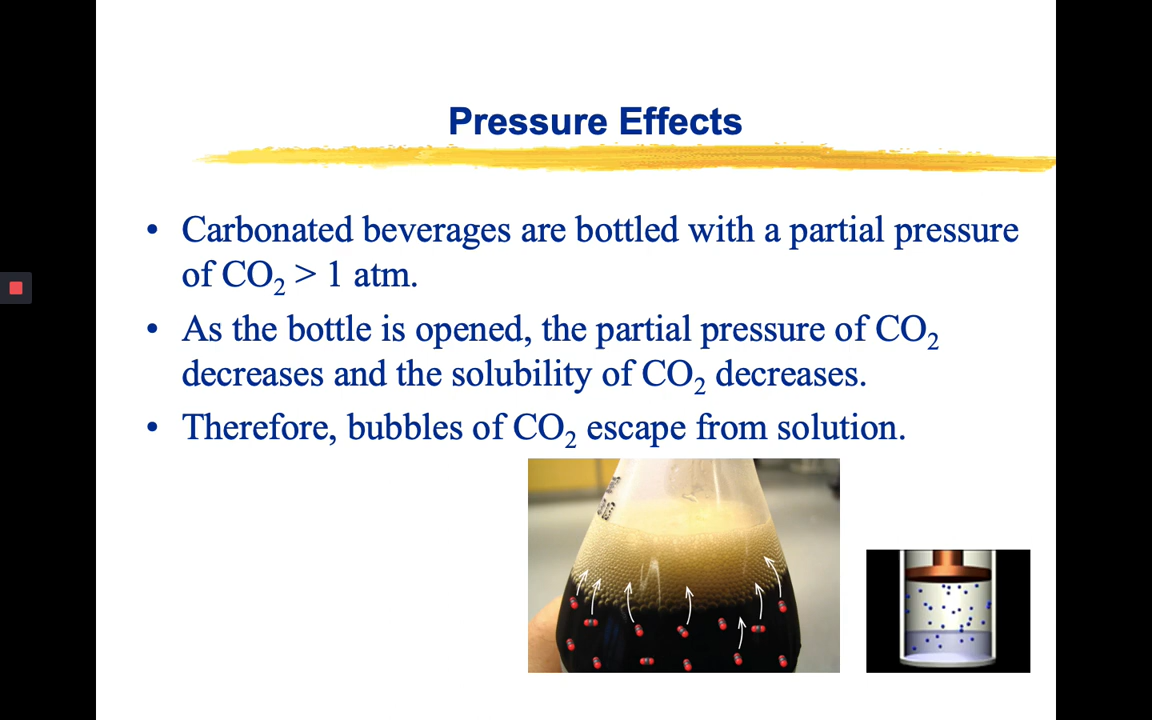 Pressure Effects
• Carbonated beverages are bottled with a partial pressure
of CO₂ > 1 atm.
• As the bottle is opened, the partial pressure of CO₂
decreases and the solubility of CO₂ decreases.
• Therefore, bubbles of CO₂ escape from solution.